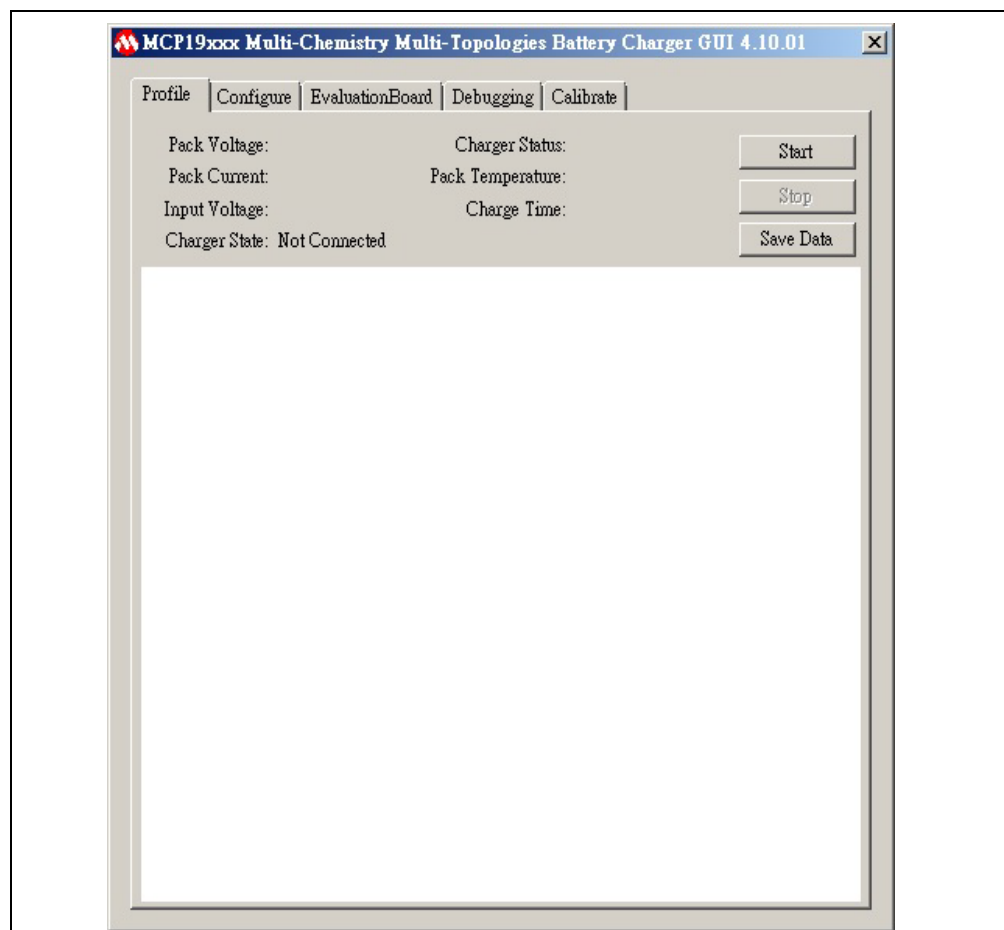 MCP19xxx Multi-Chemistry Multi-Topologies Battery Charger GUI 4.10.01
Profile Configure EvaluationBoard Debugging Calibrate
Pack Voltage: Charger Status: Start
Pack Current: Pack Temperature: Stop
Input Voltage: Charge Time:
Charger State: Not Connected Save Data